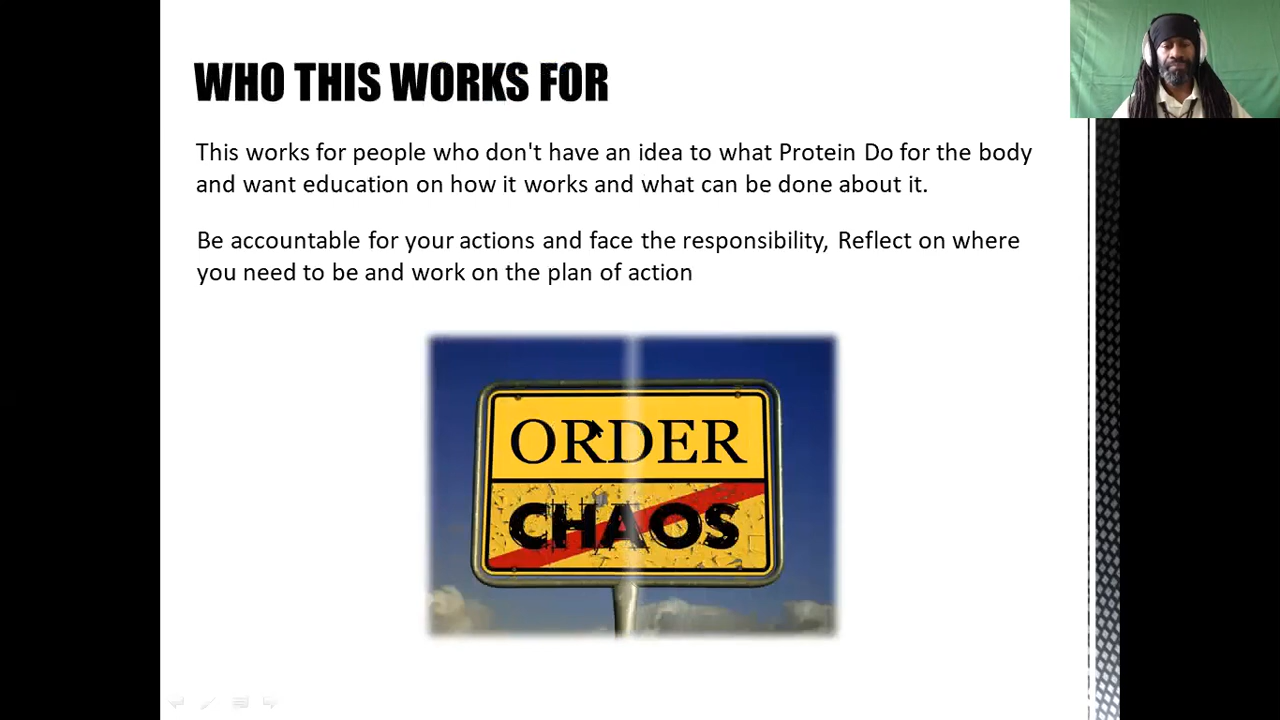 WHO THIS WORKS FOR
This works for people who don't have an idea to what Protein Do for the body
and want education on how it works and what can be done about it.
Be accountable for your actions and face the responsibility, Reflect on where
you need to be and work on the plan of action
ORDER
CHAOS